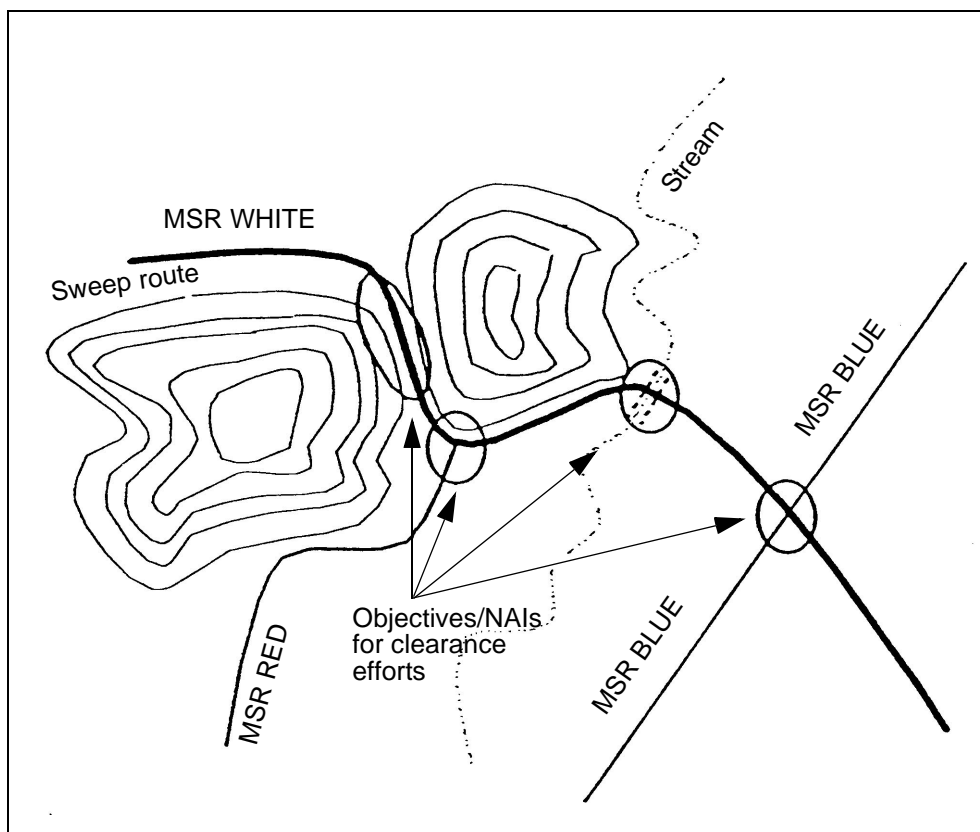 Stream
MSR WHITE
Sweep route
MSR BLUE
Objectives/NAIs
for clearance
efforts
MSR RED
MSR BLUE